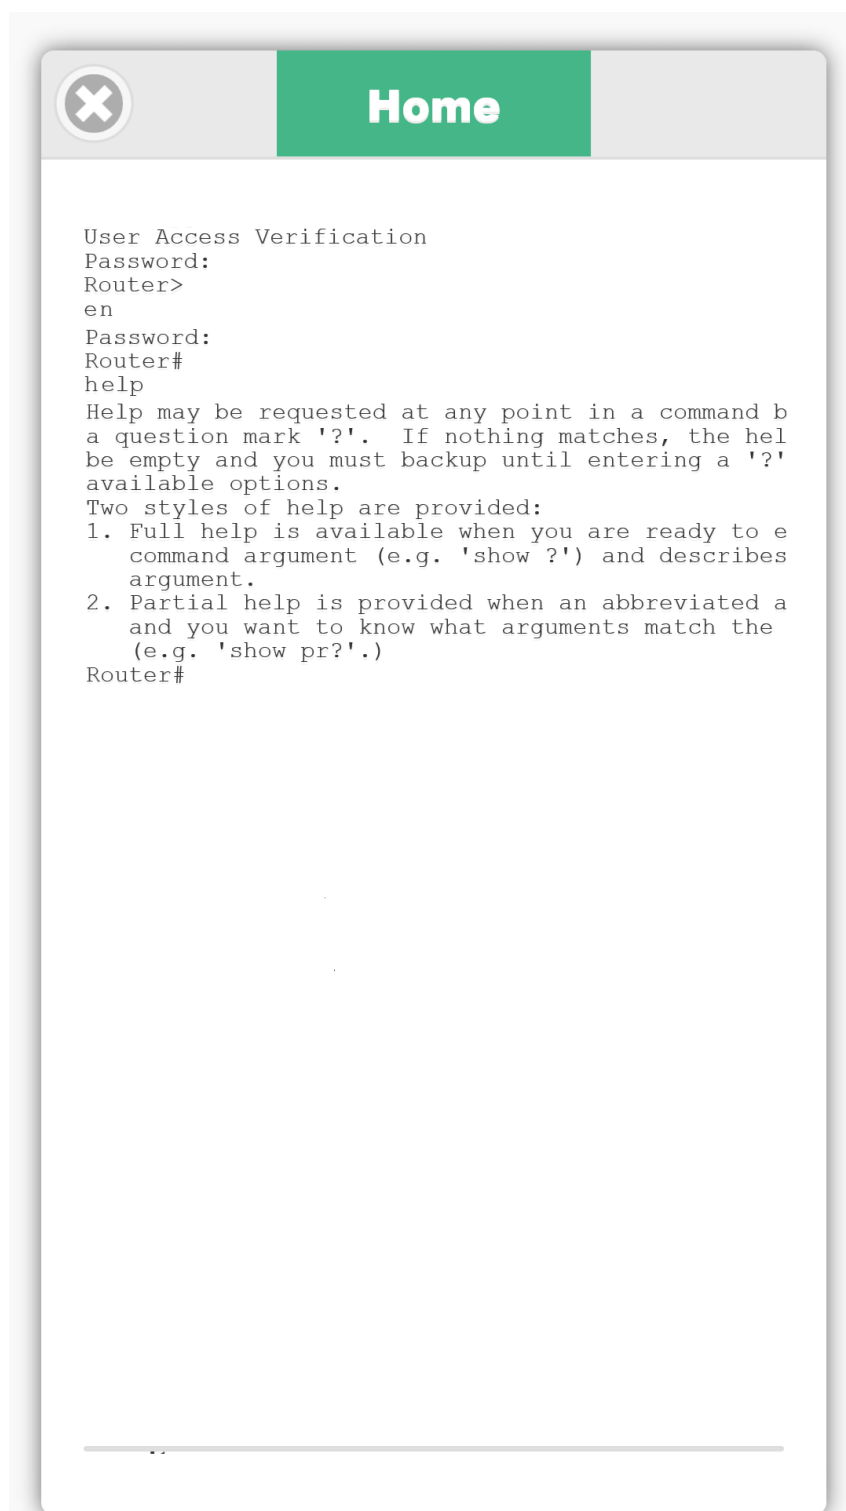 Home
User Access Verification
Password:
Router>
en
Password:
Router#
help
Help may be requested at any point in a command b
a question mark '?'.  If nothing matches, the hel
be empty and you must backup until entering a '?'
available options.
Two styles of help are provided:
1. Full help is available when you are ready to e
   command argument (e.g. 'show ?') and describes
   argument.
2. Partial help is provided when an abbreviated a
   and you want to know what arguments match the
   (e.g. 'show pr?'.)
Router#